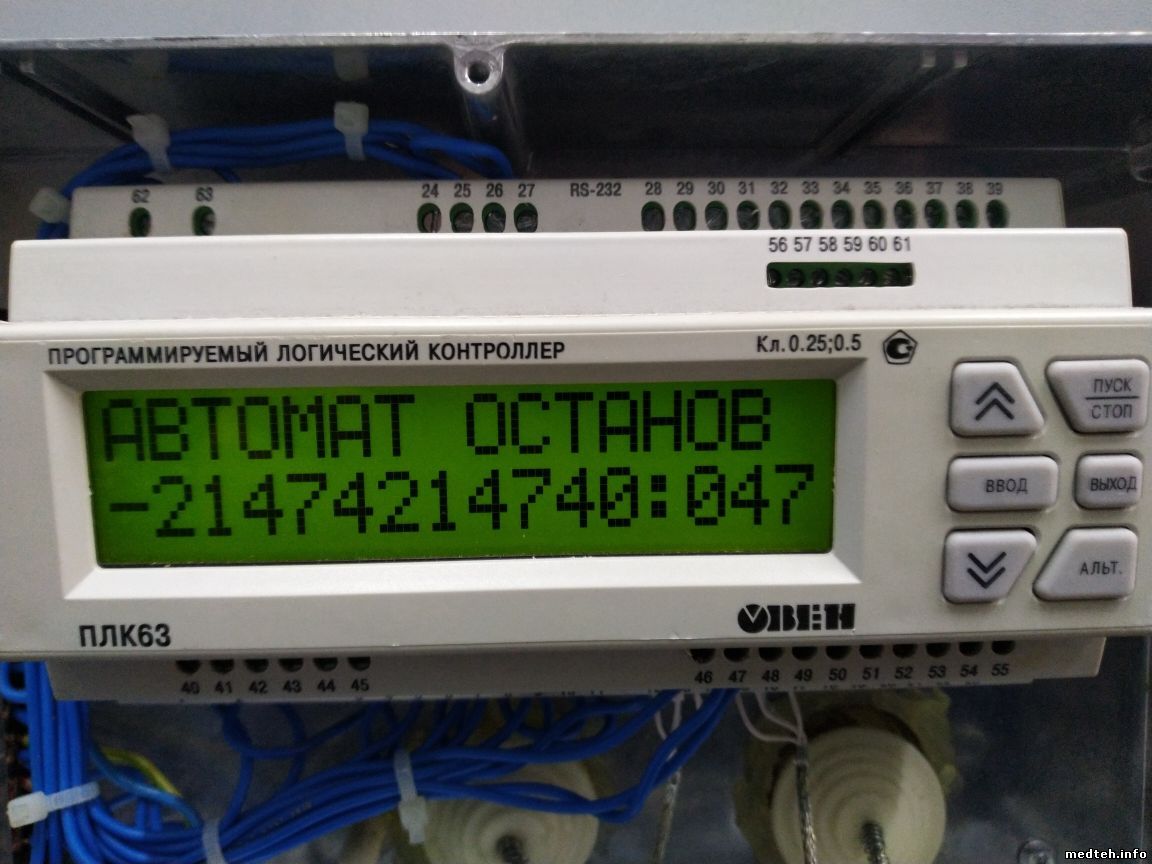 62 63 24 25 26 27 RS-232 28 29 30 31 32 33 34 35 36 37 38 39
56 57 58 59 60 61
ПРОГРАММИРУЕМЫЙ ЛОГИЧЕСКИЙ КОНТРОЛЛЕР
Кл.0.25;0.5
АВТОМАТ ОСТАНОВ
-21474214740:047
ПУСК
СТОП
ВВОД
ВЫХОД
АЛЬТ.
ПЛК63
ОВЕН
40 41 42 43 44 45 46 47 48 49 50 51 52 53 54 55
medteh.info